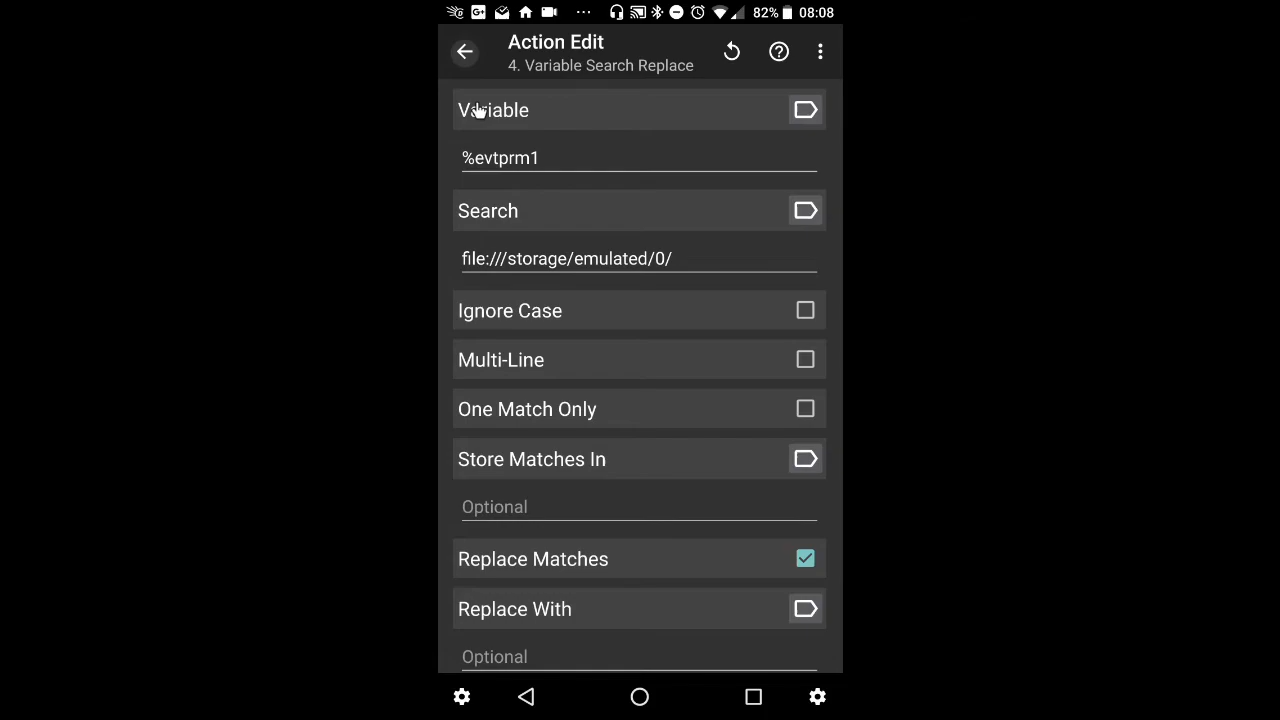 82% 08:08
Action Edit
4. Variable Search Replace
Variable
%evtprm1
Search
file:///storage/emulated/0/
Ignore Case
Multi-Line
One Match Only
Store Matches In
Optional
Replace Matches
Replace With
Optional